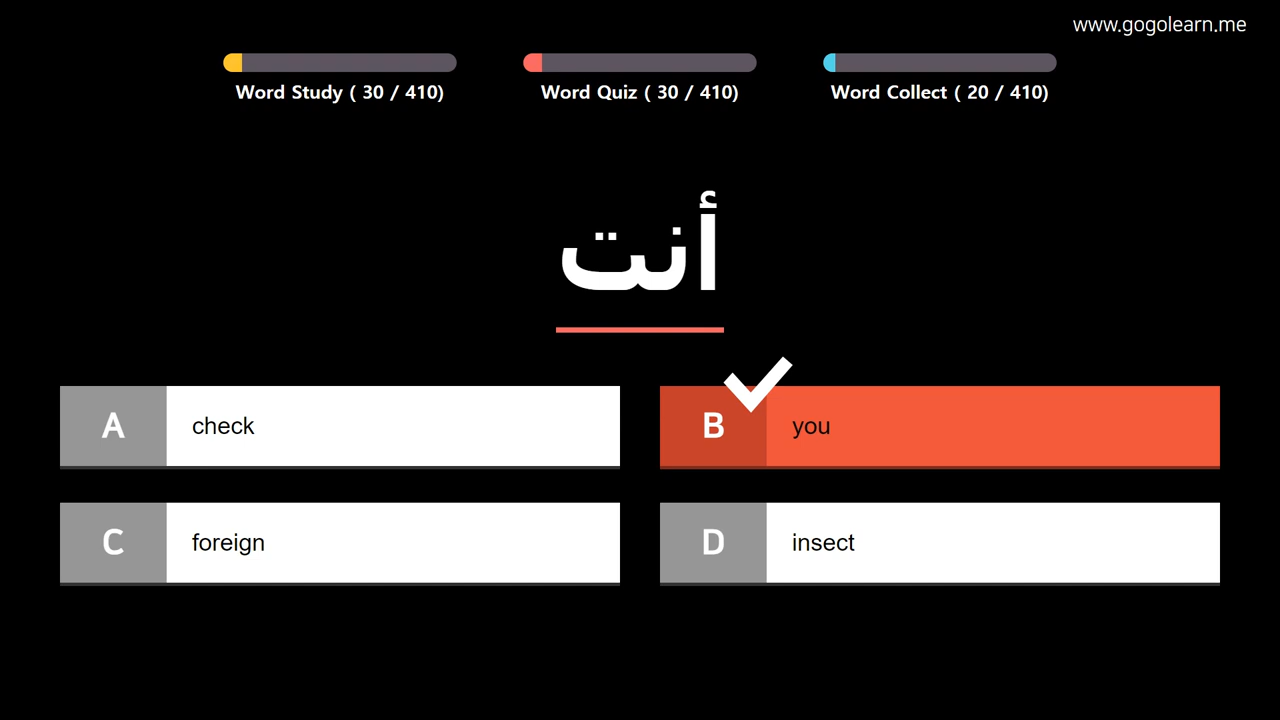 www.gogolearn.me
Word Study ( 30 / 410)
Word Quiz ( 30 / 410)
Word Collect ( 20 / 410)
أنت
A check
B you
C foreign
D insect